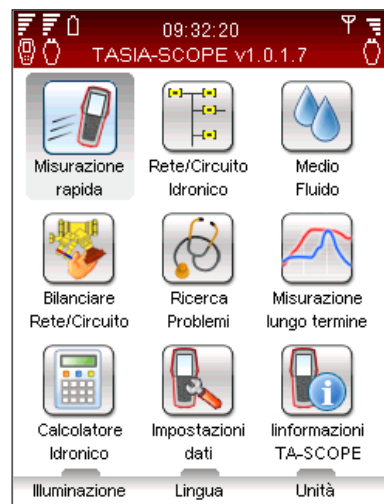 09:32:20
TASIA-SCOPE v1.0.1.7
Misurazione
rapida
Rete/Circuito
Idronico
Medio
Fluido
Bilanciare
Rete/Circuito
Ricerca
Problemi
Misurazione
lungo termine
Calcolatore
Idronico
Impostazioni
dati
Iinformazioni
TA-SCOPE
Illuminazione
Lingua
Unità